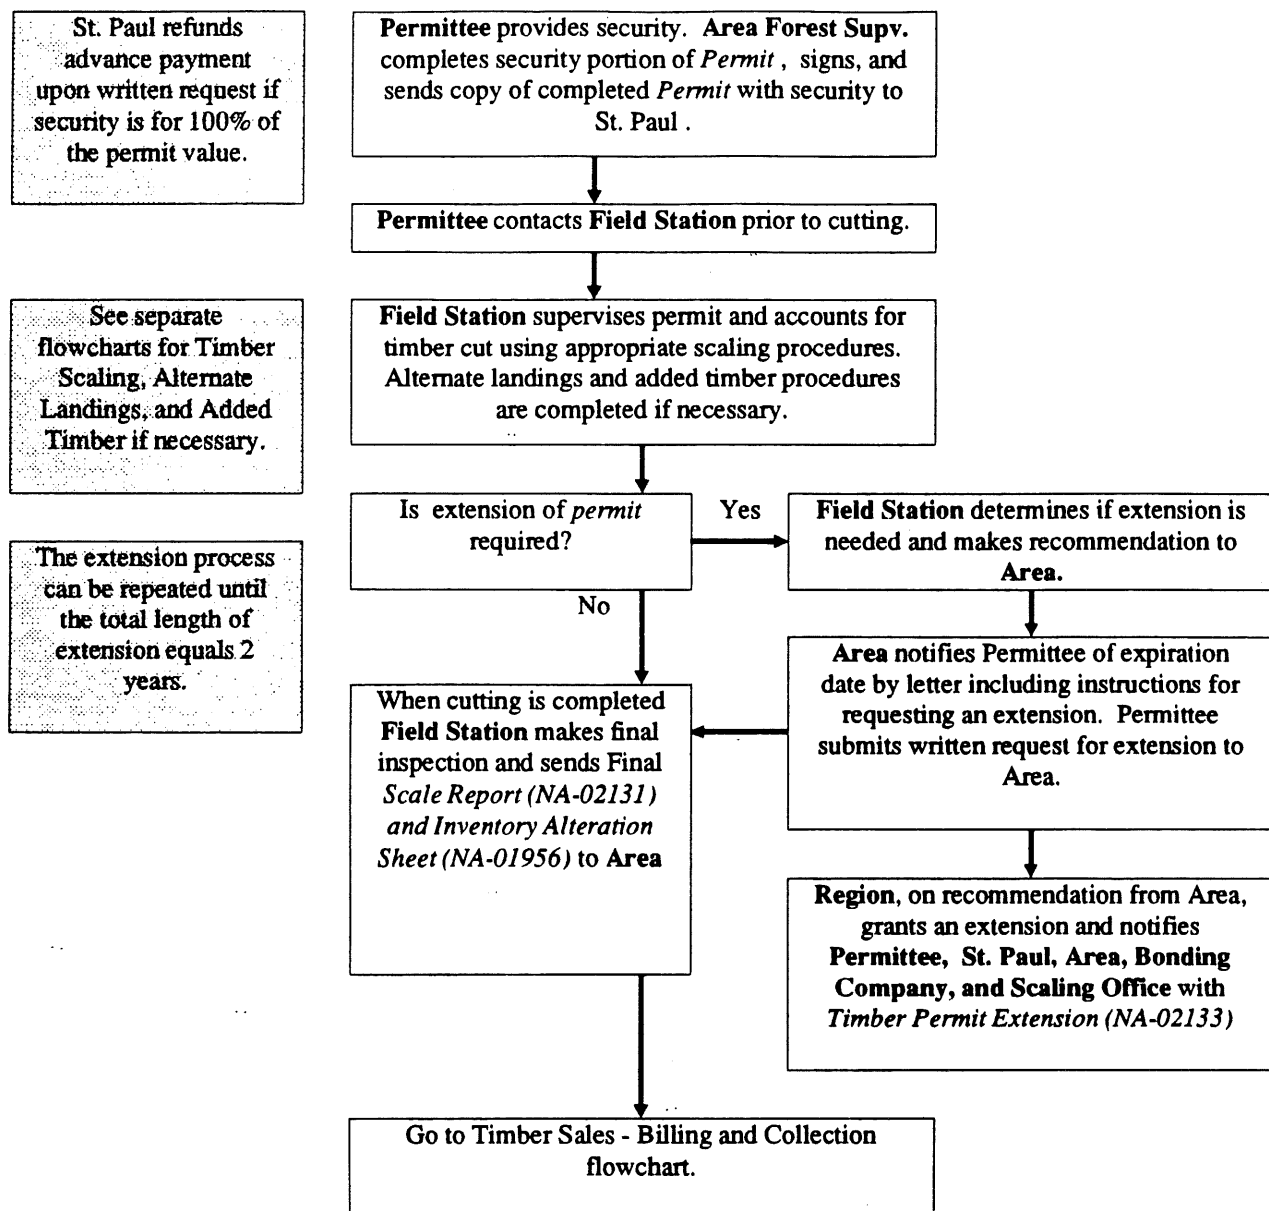 St. Paul refunds
advance payment
upon written request if
security is for 100% of
the permit value.
Permittee provides security. Area Forest Supv.
completes security portion of Permit , signs, and
sends copy of completed Permit with security to
St. Paul .
Permittee contacts Field Station prior to cutting.
See separate
flowcharts for Timber
Scaling, Alternate
Landings, and Added
Timber if necessary.
Field Station supervises permit and accounts for
timber cut using appropriate scaling procedures.
Alternate landings and added timber procedures
are completed if necessary.
Is extension of permit
required?
Yes
No
Field Station determines if extension is
needed and makes recommendation to
Area.
The extension process
can be repeated until
the total length of
extension equals 2
years.
Area notifies Permittee of expiration
date by letter including instructions for
requesting an extension. Permittee
submits written request for extension to
Area.
When cutting is completed
Field Station makes final
inspection and sends Final
Scale Report (NA-02131)
and Inventory Alteration
Sheet (NA-01956) to Area
Region, on recommendation from Area,
grants an extension and notifies
Permittee, St. Paul, Area, Bonding
Company, and Scaling Office with
Timber Permit Extension (NA-02133)
Go to Timber Sales - Billing and Collection
flowchart.